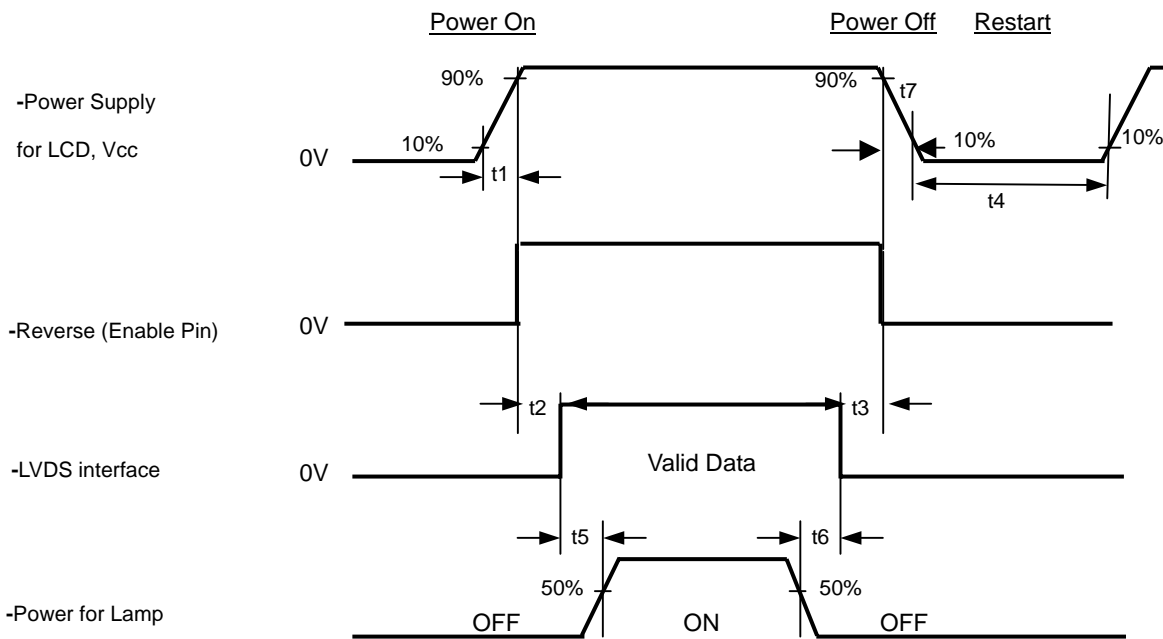 Power On
Power Off
Restart
90%
90%
t7
-Power Supply
for LCD, Vcc
10%
10%
10%
0V
t1
t4
-Reverse (Enable Pin)
0V
t2
t3
-LVDS interface
0V
Valid Data
t5
t6
50%
50%
-Power for Lamp
OFF
ON
OFF